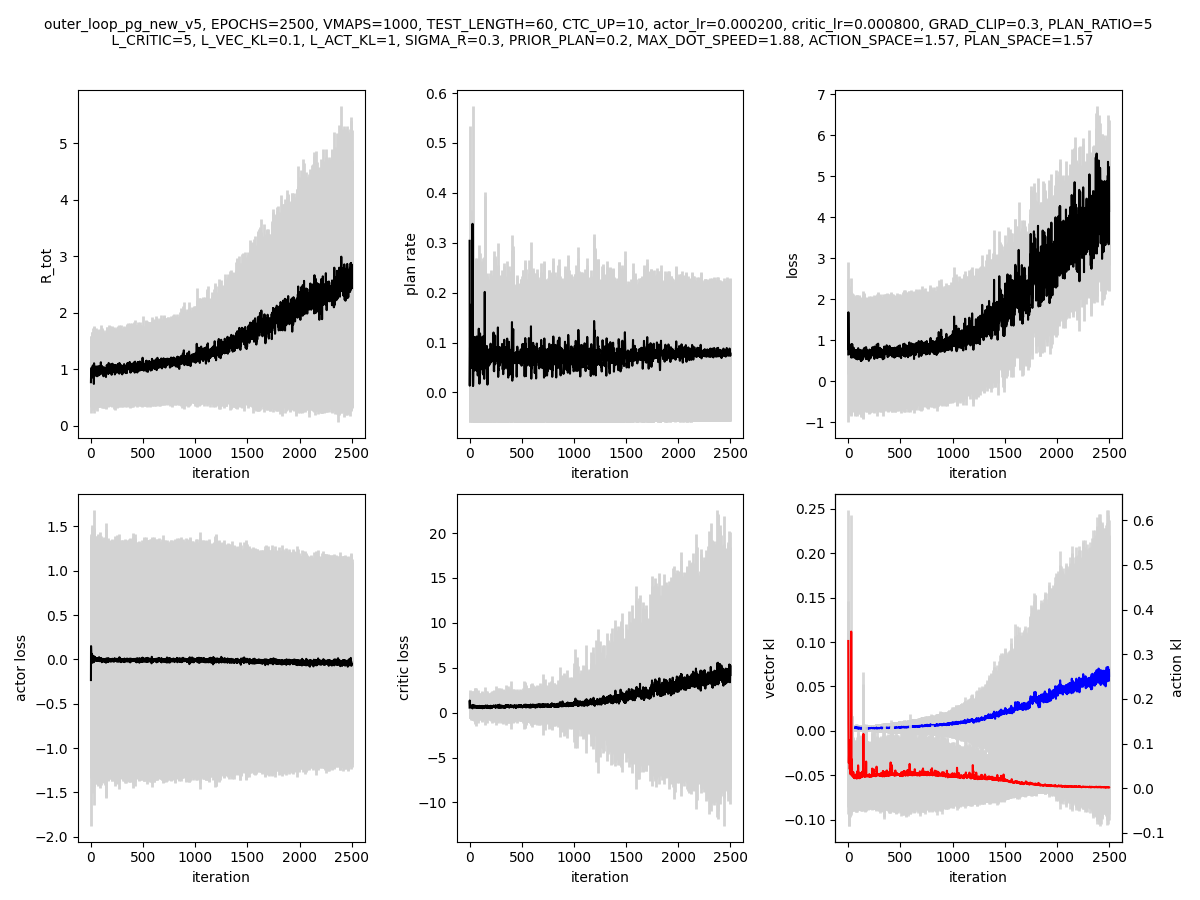 outer_loop_pg_new_v5, EPOCHS=2500, VMAPS=1000, TEST_LENGTH=60, CTC_UP=10, actor_lr=0.000200, critic_lr=0.000800, GRAD_CLIP=0.3, PLAN_RATIO=5
L_CRITIC=5, L_VEC_KL=0.1, L_ACT_KL=1, SIGMA_R=0.3, PRIOR_PLAN=0.2, MAX_DOT_SPEED=1.88, ACTION_SPACE=1.57, PLAN_SPACE=1.57
R_tot
5
4
3
2
1
0
0 500 1000 1500 2000 2500
iteration
plan rate
0.6
0.5
0.4
0.3
0.2
0.1
0.0
0 500 1000 1500 2000 2500
iteration
loss
7
6
5
4
3
2
1
0
−1
0 500 1000 1500 2000 2500
iteration
actor loss
1.5
1.0
0.5
0.0
−0.5
−1.0
−1.5
−2.0
0 500 1000 1500 2000 2500
iteration
critic loss
20
15
10
5
0
−5
−10
0 500 1000 1500 2000 2500
iteration
vector kl
0.25
0.20
0.15
0.10
0.05
0.00
−0.05
−0.10
0 500 1000 1500 2000 2500
iteration
0.6
0.5
0.4
0.3
0.2
0.1
0.0
−0.1
action kl